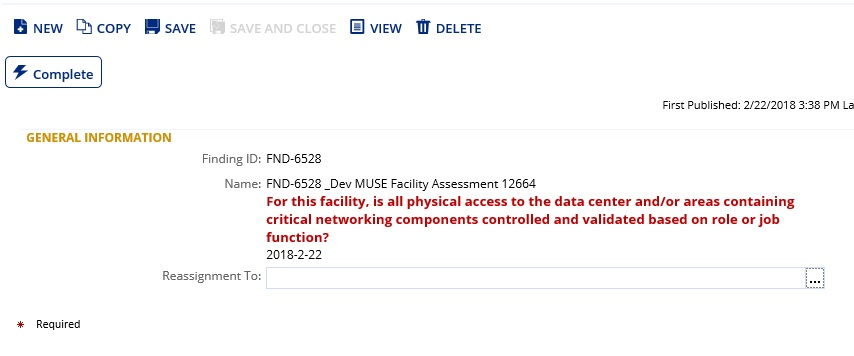 NEW COPY SAVE SAVE AND CLOSE VIEW DELETE
Complete
First Published: 2/22/2018 3:38 PM La
GENERAL INFORMATION
Finding ID: FND-6528
Name: FND-6528 _Dev MUSE Facility Assessment 12664
For this facility, is all physical access to the data center and/or areas containing
critical networking components controlled and validated based on role or job
function?
2018-2-22
Reassignment To: ...
* Required